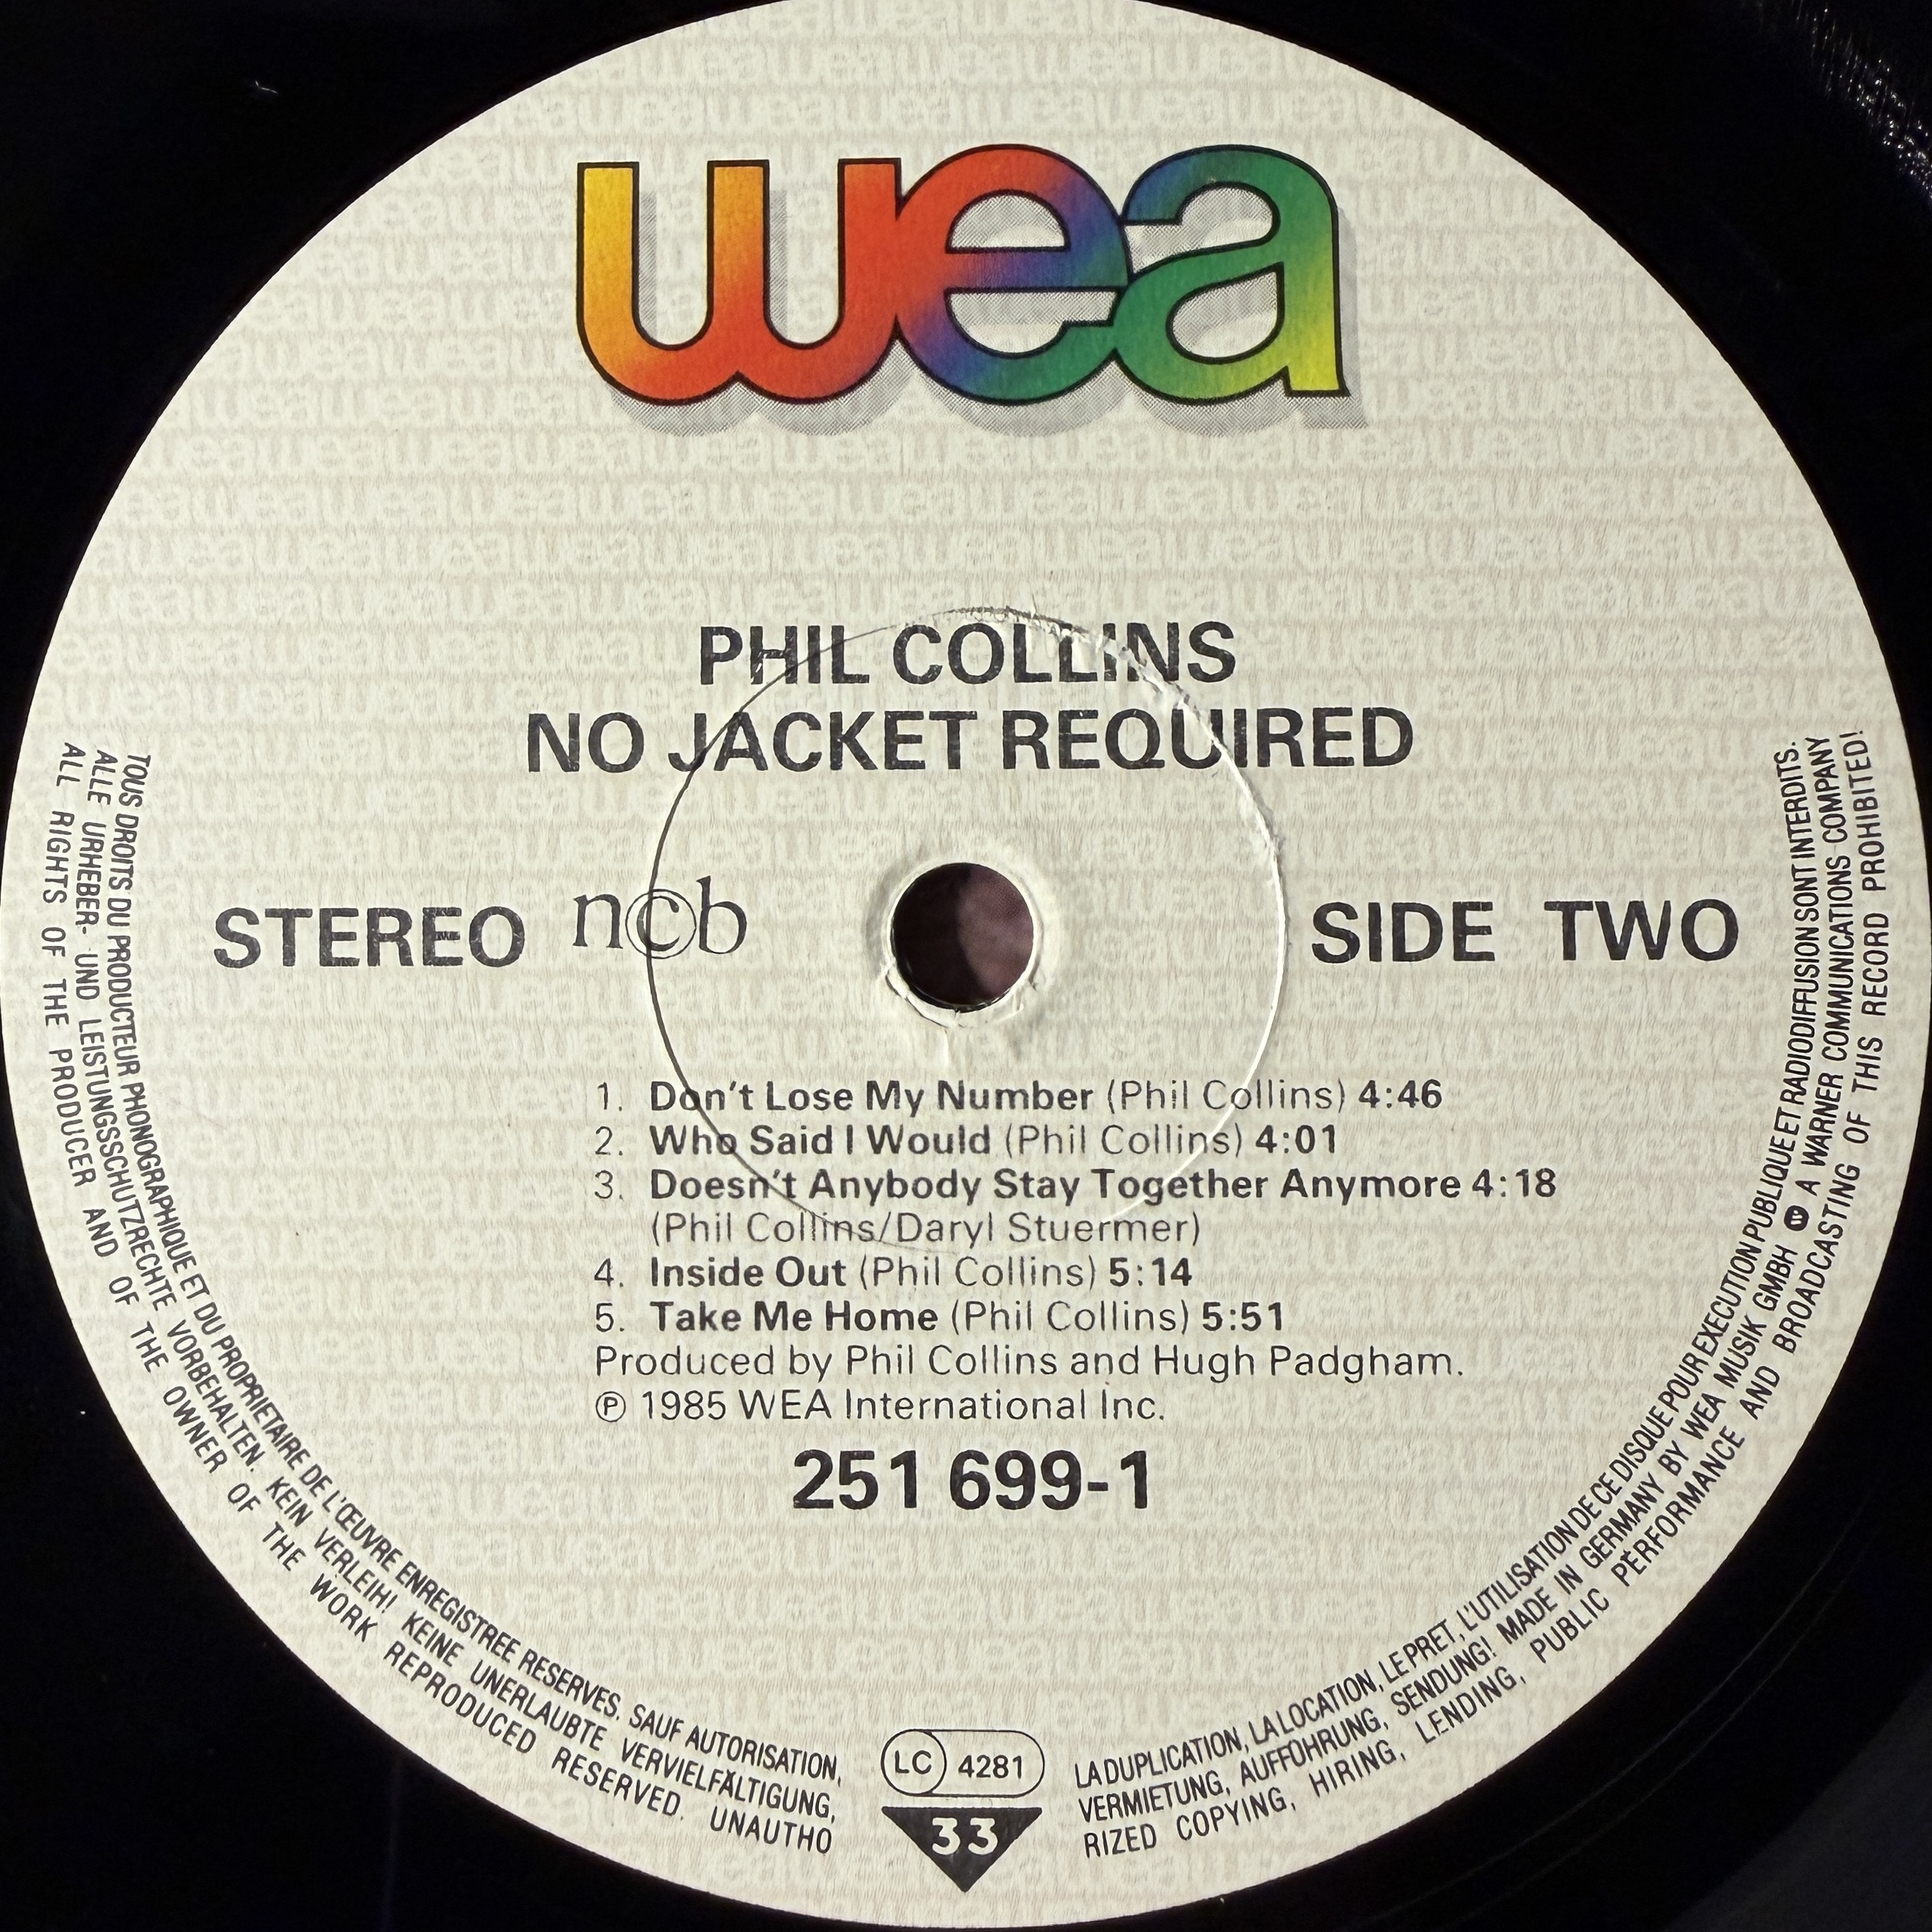 wea
PHIL COLLINS
NO JACKET REQUIRED
STEREO n©b SIDE TWO
1. Don't Lose My Number (Phil Collins) 4:46
2. Who Said I Would (Phil Collins) 4:01
3. Doesn't Anybody Stay Together Anymore 4:18
(Phil Collins/Daryl Stuermer)
4. Inside Out (Phil Collins) 5:14
5. Take Me Home (Phil Collins) 5:51
Produced by Phil Collins and Hugh Padgham.
℗ 1985 WEA International Inc.
251 699-1
TOUS DROITS DU PRODUCTEUR PHONOGRAPHIQUE ET DU PROPRIETAIRE DE L'ŒUVRE ENREGISTREE RESERVES. SAUF AUTORISATION, LA DUPLICATION, LA LOCATION, LE PRET, L'UTILISATION DE CE DISQUE POUR EXECUTION PUBLIQUE ET RADIODIFFUSION SONT INTERDITS.
ALLE URHEBER- UND LEISTUNGSSCHUTZRECHTE VORBEHALTEN. KEIN VERLEIH! KEINE UNERLAUBTE VERVIELFÄLTIGUNG, VERMIETUNG, AUFFÜHRUNG, SENDUNG! MADE IN GERMANY BY WEA MUSIK GMBH W A WARNER COMMUNICATIONS COMPANY
ALL RIGHTS OF THE PRODUCER AND OF THE OWNER OF THE WORK REPRODUCED RESERVED. UNAUTHORIZED COPYING, HIRING, LENDING, PUBLIC PERFORMANCE AND BROADCASTING OF THIS RECORD PROHIBITED!
LC 4281
33